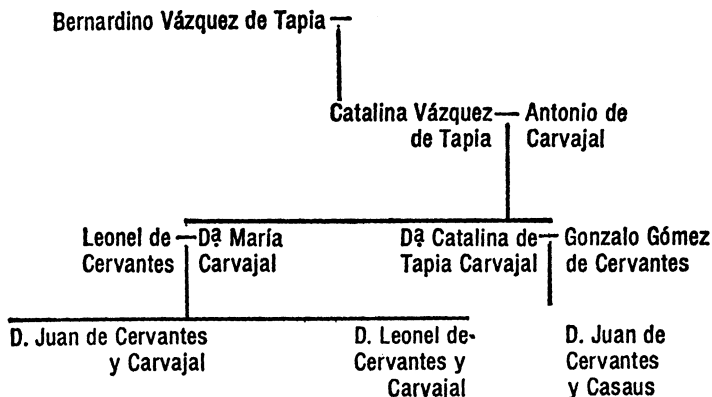 Bernardino Vázquez de Tapia
Catalina Vázquez
de Tapia
Antonio de
Carvajal
Leonel de
Cervantes
Dª María
Carvajal
Dª Catalina de
Tapia Carvajal
Gonzalo Gómez
de Cervantes
D. Juan de Cervantes
y Carvajal
D. Leonel de
Cervantes y
Carvajal
D. Juan de
Cervantes
y Casaus